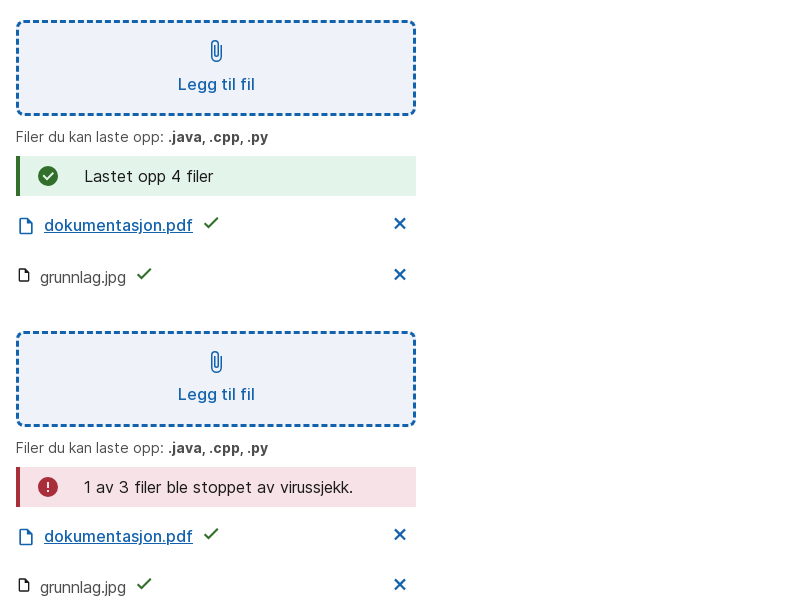 Legg til fil
Filer du kan laste opp: .java, .cpp, .py
Lastet opp 4 filer
dokumentasjon.pdf
grunnlag.jpg
Legg til fil
Filer du kan laste opp: .java, .cpp, .py
1 av 3 filer ble stoppet av virussjekk.
dokumentasjon.pdf
grunnlag.jpg